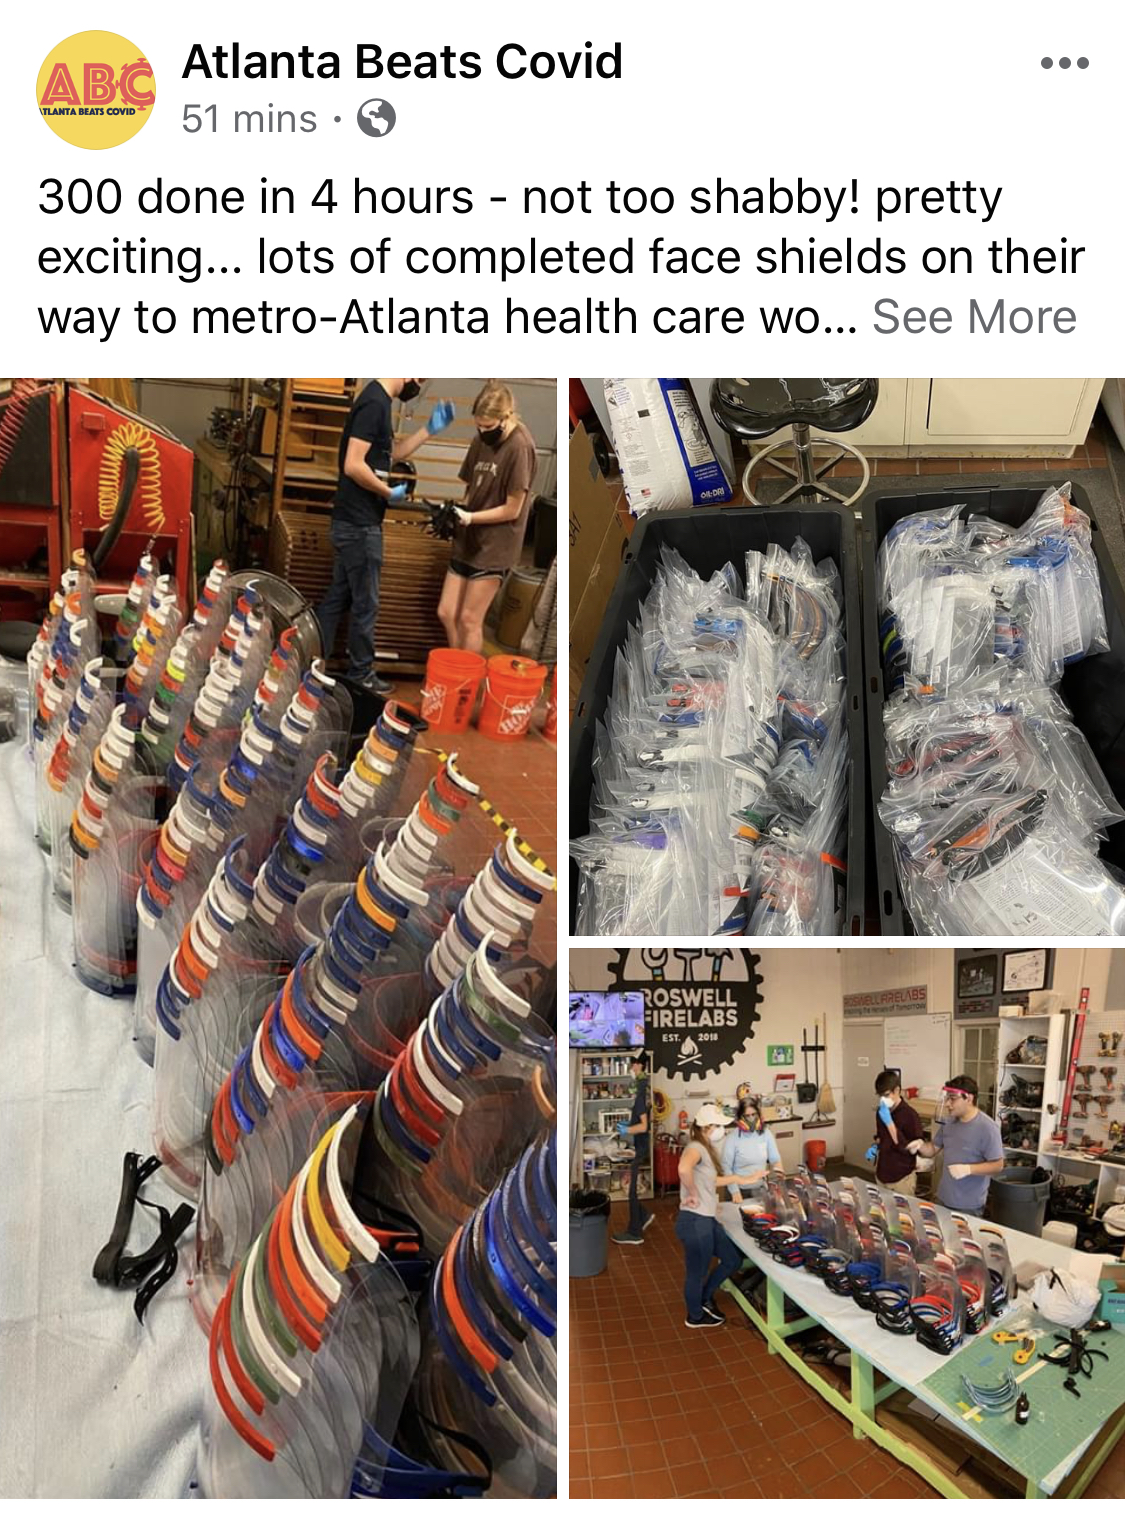 ABC
ATLANTA BEATS COVID
Atlanta Beats Covid
51 mins ·
300 done in 4 hours - not too shabby! pretty
exciting... lots of completed face shields on their
way to metro-Atlanta health care wo... See More
OIL-DRI
ROSWELL
FIRELABS
EST. 2018
ROSWELL FIRELABS